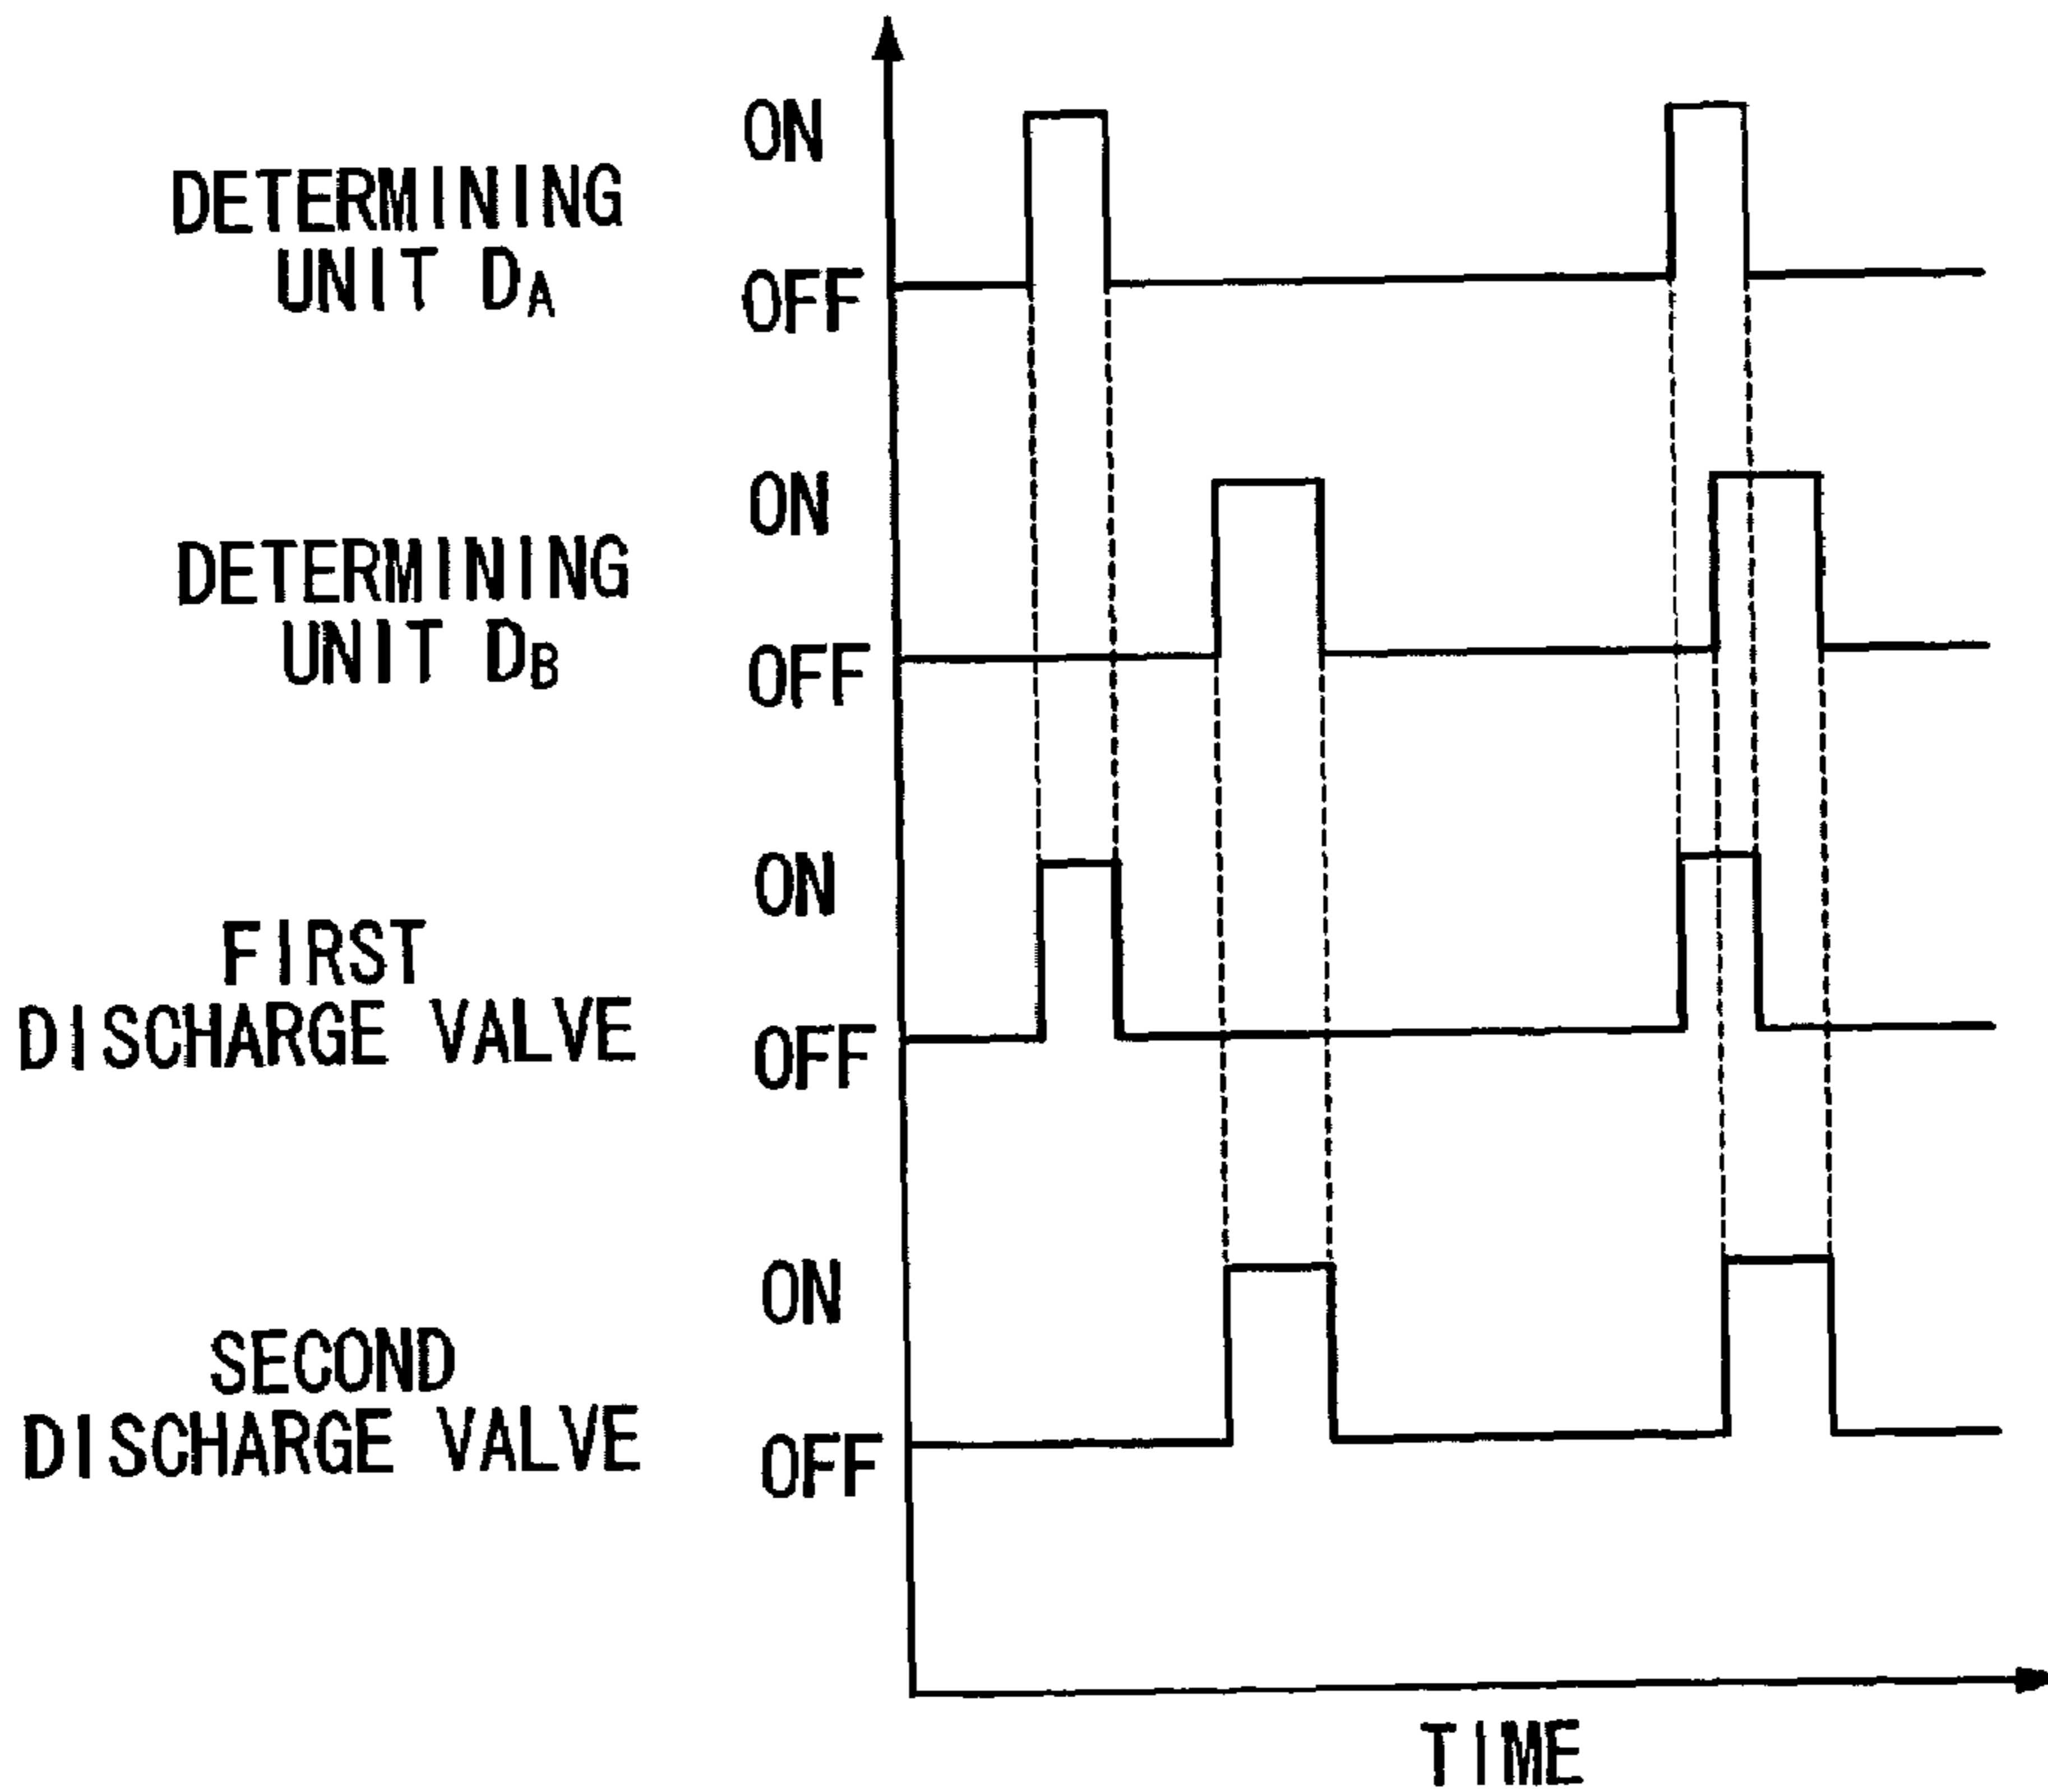 ON
DETERMINING
UNIT DA
OFF
ON
DETERMINING
UNIT DB
OFF
ON
FIRST
DISCHARGE VALVE
OFF
ON
SECOND
DISCHARGE VALVE
OFF
TIME